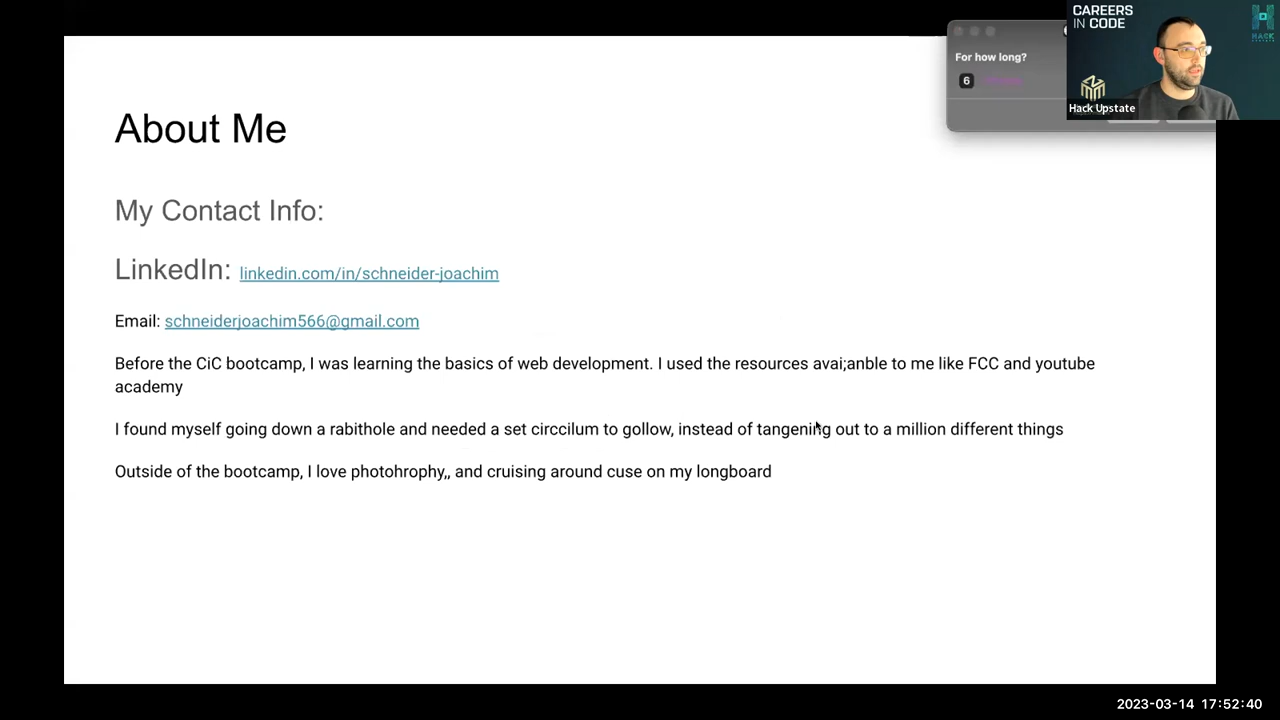 CAREERS
IN CODE
HACK
For how long?
6
Hack Upstate
About Me
My Contact Info:
LinkedIn: linkedin.com/in/schneider-joachim
Email: schneiderjoachim566@gmail.com
Before the CiC bootcamp, I was learning the basics of web development. I used the resources avai;anble to me like FCC and youtube
academy
I found myself going down a rabithole and needed a set circcilum to gollow, instead of tangening out to a million different things
Outside of the bootcamp, I love photohrophy,, and cruising around cuse on my longboard
2023-03-14 17:52:40